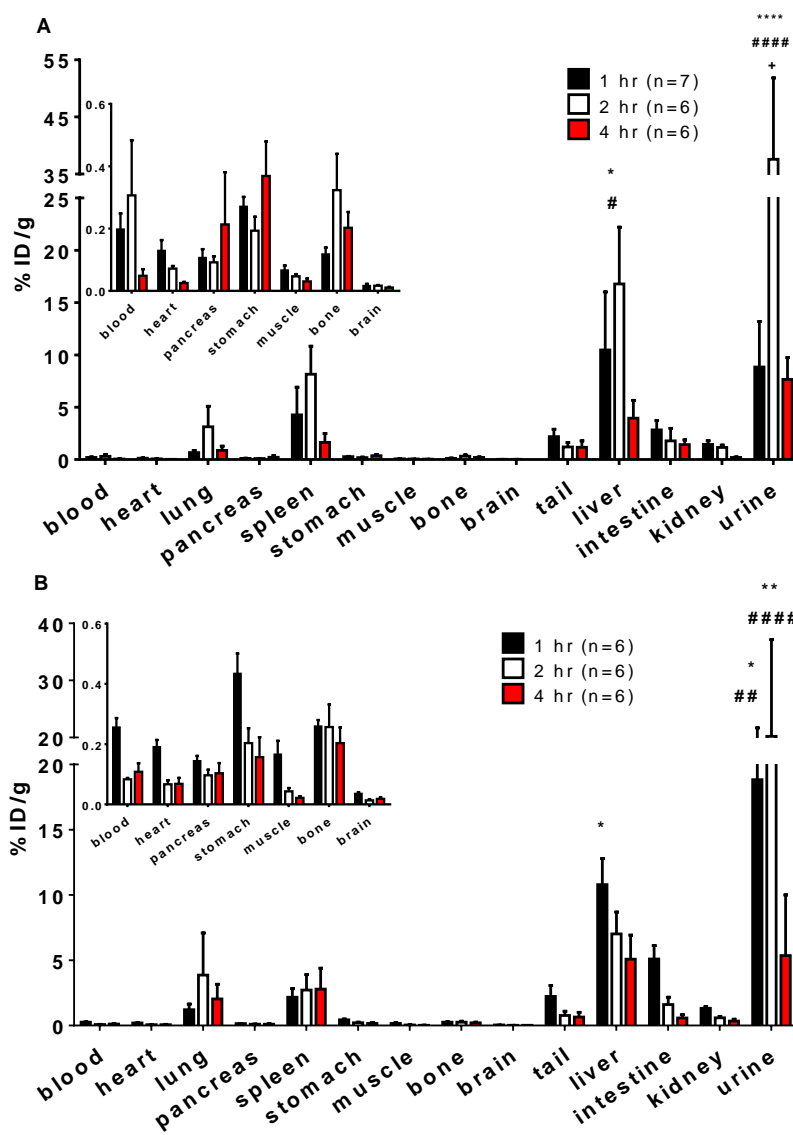 A
****
####
+
55
45
35
25
20
15
10
5
0
% ID/g
1 hr (n=7)
2 hr (n=6)
4 hr (n=6)
*
#
0.6
0.4
0.2
0.0
blood
heart
pancreas
stomach
muscle
bone
brain
blood
heart
lung
pancreas
spleen
stomach
muscle
bone
brain
tail
liver
intestine
kidney
urine
B
**
####
*
##
40
30
20
20
15
10
5
0
% ID/g
1 hr (n=6)
2 hr (n=6)
4 hr (n=6)
*
0.6
0.4
0.2
0.0
blood
heart
pancreas
stomach
muscle
bone
brain
blood
heart
lung
pancreas
spleen
stomach
muscle
bone
brain
tail
liver
intestine
kidney
urine